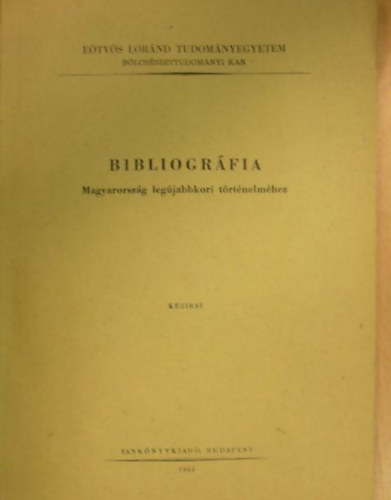 EÖTVÖS LORÁND TUDOMÁNYEGYETEM
BÖLCSÉSZETTUDOMÁNYI KAR
BIBLIOGRÁFIA
Magyarország legújabbkori történelméhez
KÉZIRAT
TANKÖNYVKIADÓ, BUDAPEST